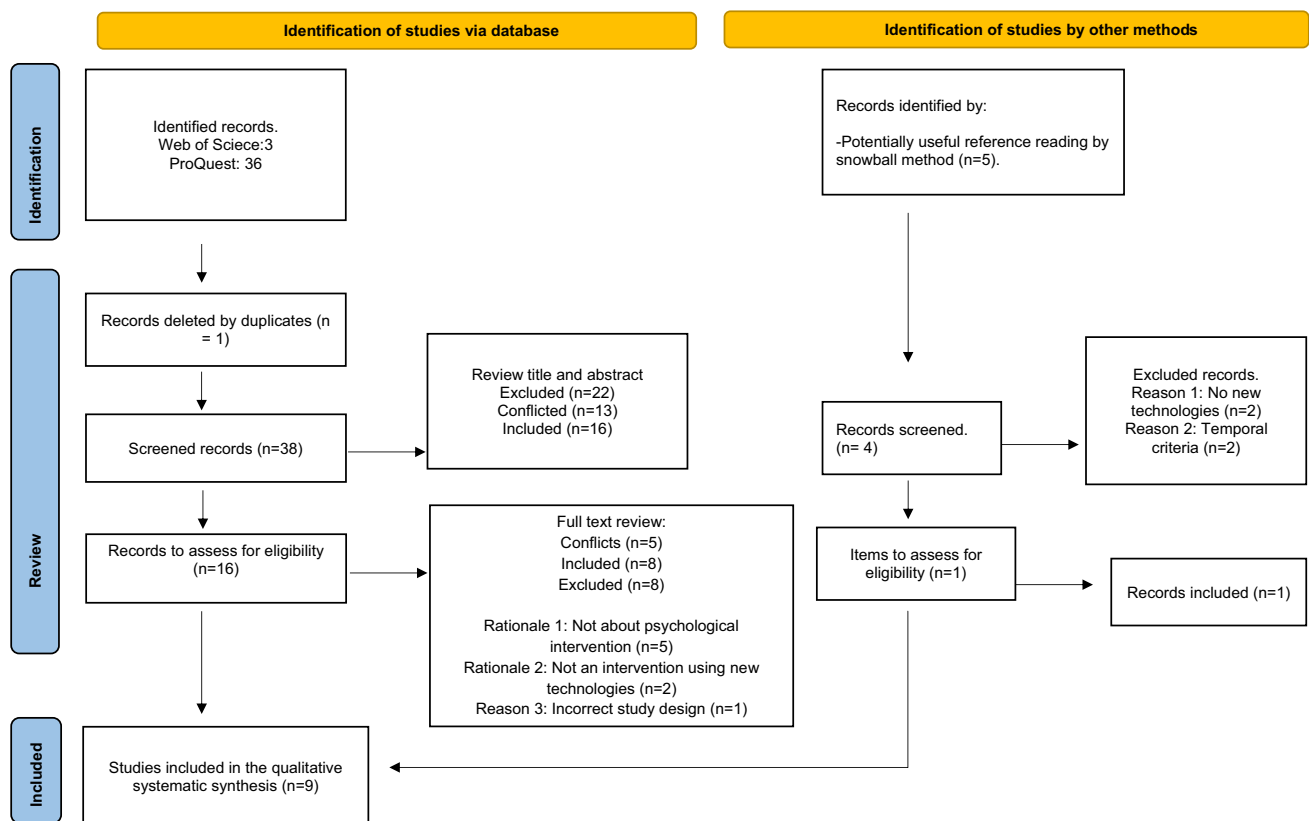 Identification of studies via database
Identification of studies by other methods
Identification
Identified records.
Web of Sciece:3
ProQuest: 36
Records identified by:
-Potentially useful reference reading by
snowball method (n=5).
Review
Records deleted by duplicates (n
= 1)
Review title and abstract
Excluded (n=22)
Conflicted (n=13)
Included (n=16)
Screened records (n=38)
Records screened.
(n= 4)
Excluded records.
Reason 1: No new
technologies (n=2)
Reason 2: Temporal
criteria (n=2)
Records to assess for eligibility
(n=16)
Full text review:
Conflicts (n=5)
Included (n=8)
Excluded (n=8)
Rationale 1: Not about psychological
intervention (n=5)
Rationale 2: Not an intervention using new
technologies (n=2)
Reason 3: Incorrect study design (n=1)
Items to assess for
eligibility (n=1)
Records included (n=1)
Included
Studies included in the qualitative
systematic synthesis (n=9)